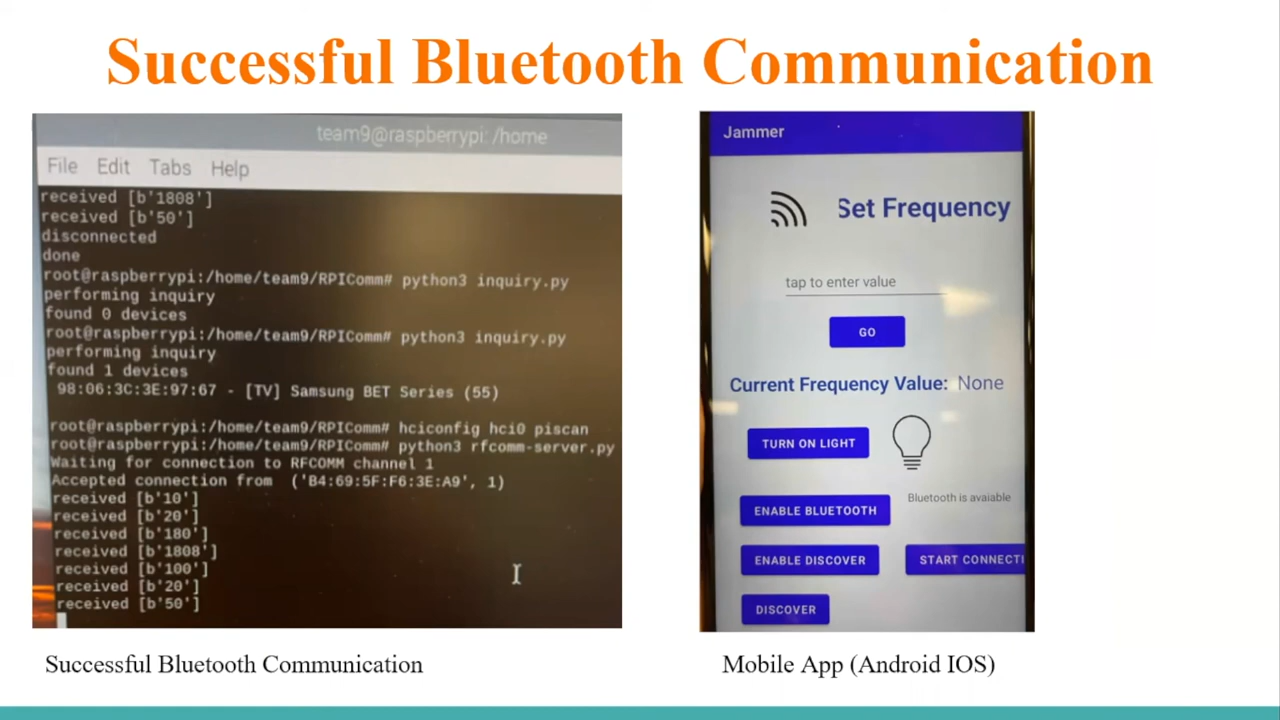 Successful Bluetooth Communication
team9@raspberrypi: /home
File Edit Tabs Help
received [b'1808']
received [b'50']
disconnected
done
root@raspberrypi:/home/team9/RPIComm# python3 inquiry.py
performing inquiry
found 0 devices
root@raspberrypi:/home/team9/RPIComm# python3 inquiry.py
performing inquiry
found 1 devices
98:06:3C:3E:97:67 - [TV] Samsung BET Series (55)
root@raspberrypi:/home/team9/RPIComm# hciconfig hci0 piscan
root@raspberrypi:/home/team9/RPIComm# python3 rfcomm-server.py
Waiting for connection to RFCOMM channel 1
Accepted connection from ('B4:69:5F:F6:3E:A9', 1)
received [b'10']
received [b'20']
received [b'180']
received [b'1808']
received [b'100']
received [b'20']
received [b'50']
Successful Bluetooth Communication
Jammer
Set Frequency
tap to enter value
GO
Current Frequency Value: None
TURN ON LIGHT
Bluetooth is avaiable
ENABLE BLUETOOTH
ENABLE DISCOVER START CONNECTI
DISCOVER
Mobile App (Android IOS)